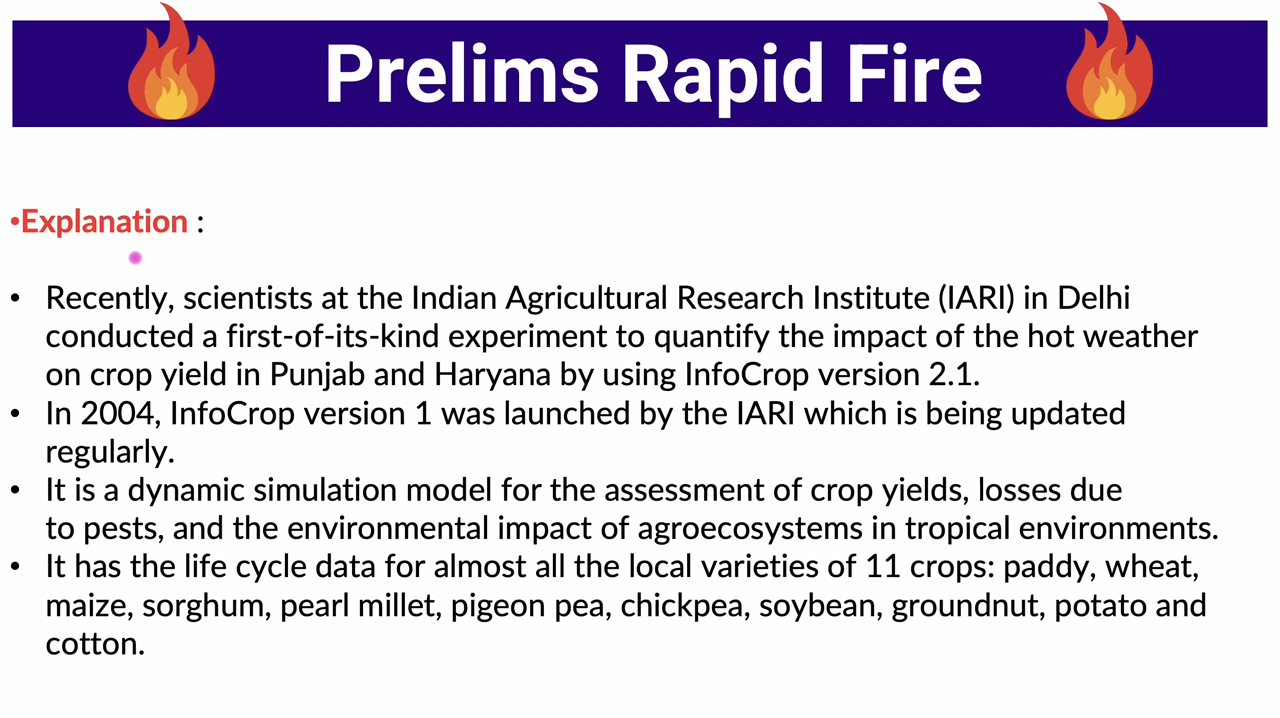 Prelims Rapid Fire
•Explanation :
• Recently, scientists at the Indian Agricultural Research Institute (IARI) in Delhi
conducted a first-of-its-kind experiment to quantify the impact of the hot weather
on crop yield in Punjab and Haryana by using InfoCrop version 2.1.
• In 2004, InfoCrop version 1 was launched by the IARI which is being updated
regularly.
• It is a dynamic simulation model for the assessment of crop yields, losses due
to pests, and the environmental impact of agroecosystems in tropical environments.
• It has the life cycle data for almost all the local varieties of 11 crops: paddy, wheat,
maize, sorghum, pearl millet, pigeon pea, chickpea, soybean, groundnut, potato and
cotton.